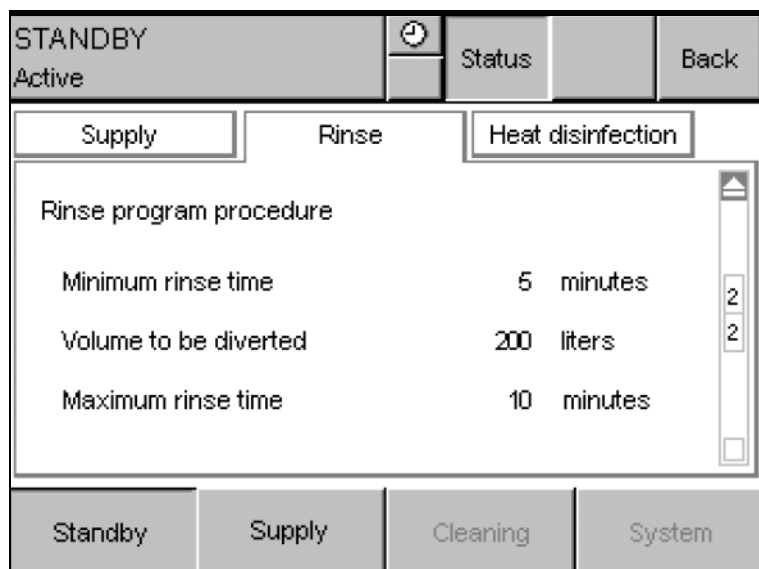 STANDBY
Active
Status
Back
Supply
Rinse
Heat disinfection
Rinse program procedure
Minimum rinse time 5 minutes
Volume to be diverted 200 liters
Maximum rinse time 10 minutes
2
2
Standby
Supply
Cleaning
System